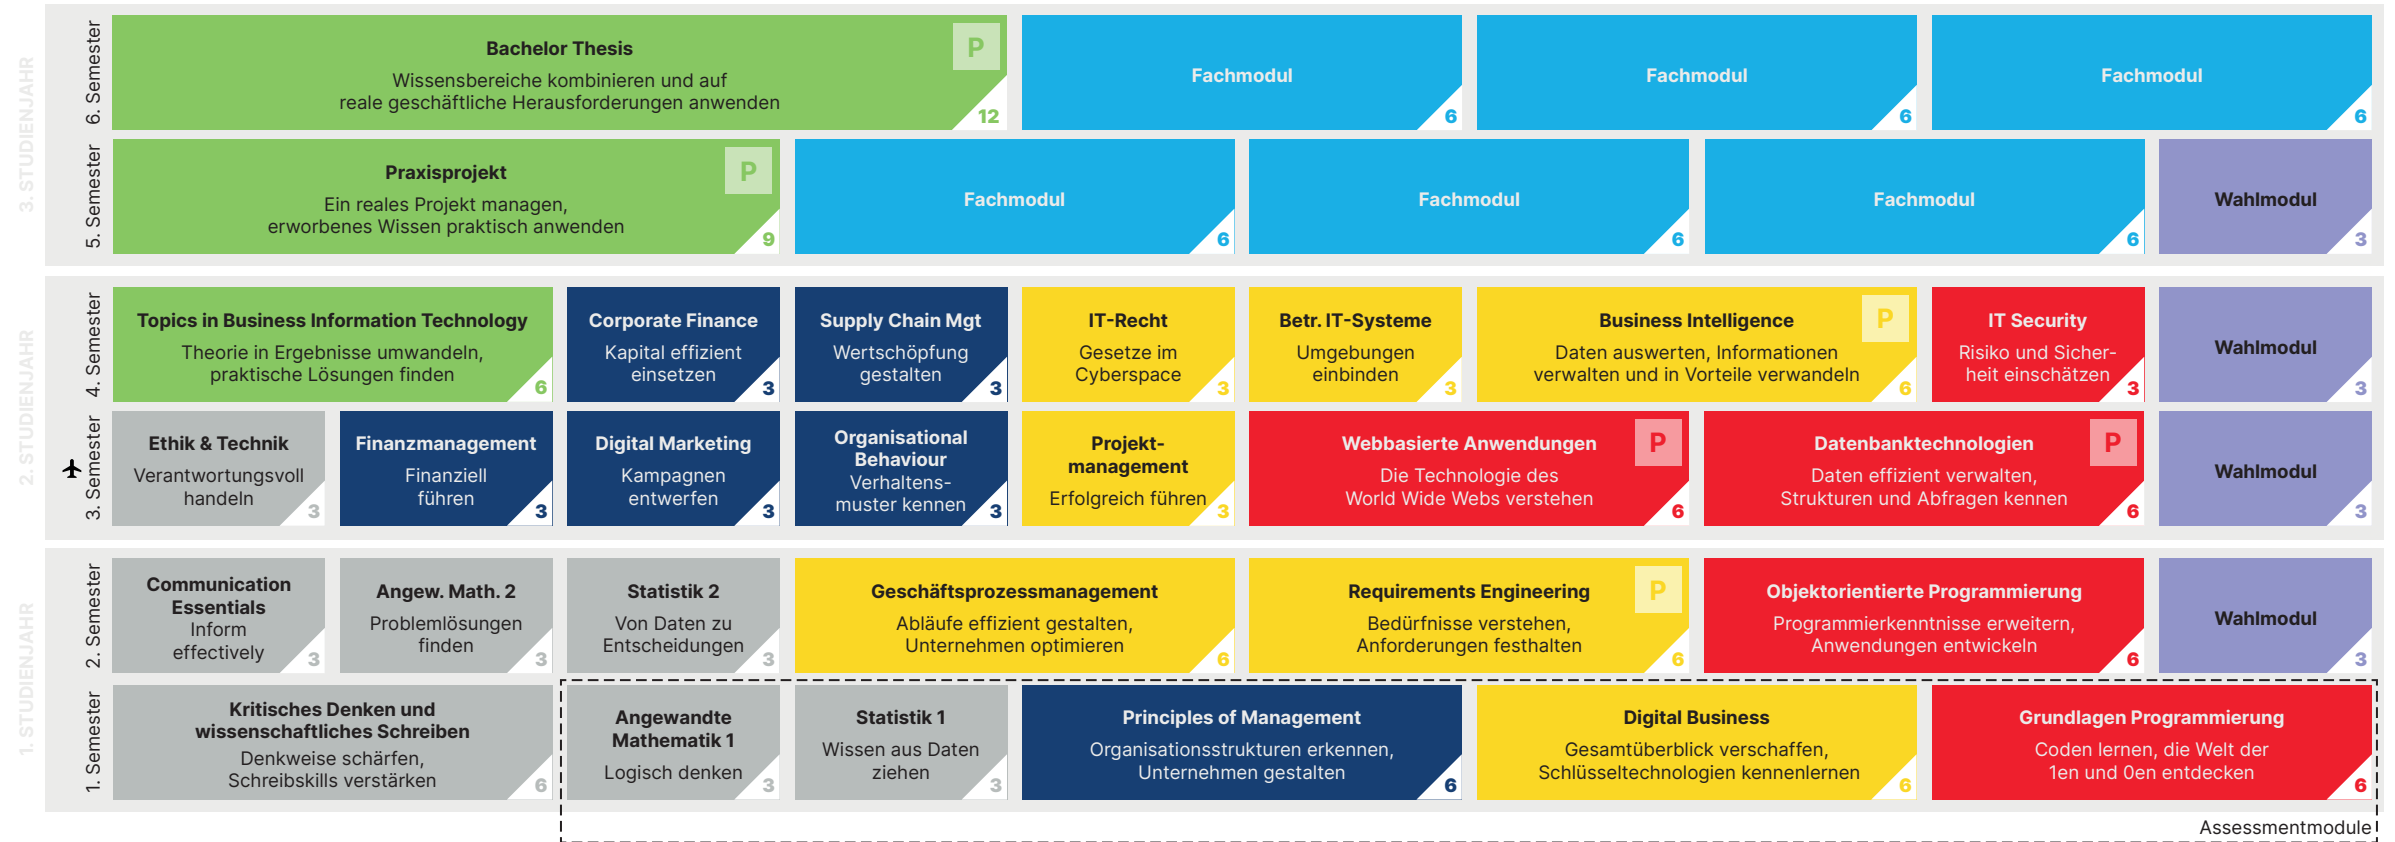 3. STUDIENJAHR
6. Semester
Bachelor Thesis
Wissensbereiche kombinieren und auf
reale geschäftliche Herausforderungen anwenden
P
12
Fachmodul
6
Fachmodul
6
Fachmodul
6
5. Semester
Praxisprojekt
Ein reales Projekt managen,
erworbenes Wissen praktisch anwenden
P
9
Fachmodul
6
Fachmodul
6
Fachmodul
6
Wahlmodul
3
2. STUDIENJAHR
4. Semester
Topics in Business Information Technology
Theorie in Ergebnisse umwandeln,
praktische Lösungen finden
6
Corporate Finance
Kapital effizient
einsetzen
3
Supply Chain Mgt
Wertschöpfung
gestalten
3
IT-Recht
Gesetze im
Cyberspace
3
Betr. IT-Systeme
Umgebungen
einbinden
3
Business Intelligence
Daten auswerten, Informationen
verwalten und in Vorteile verwandeln
P
6
IT Security
Risiko und Sicher-
heit einschätzen
3
Wahlmodul
3
3. Semester
Ethik & Technik
Verantwortungsvoll
handeln
3
Finanzmanagement
Finanziell
führen
3
Digital Marketing
Kampagnen
entwerfen
3
Organisational
Behaviour
Verhaltens-
muster kennen
3
Projekt-
management
Erfolgreich führen
3
Webbasierte Anwendungen
Die Technologie des
World Wide Webs verstehen
P
6
Datenbanktechnologien
Daten effizient verwalten,
Strukturen und Abfragen kennen
P
6
Wahlmodul
3
1. STUDIENJAHR
2. Semester
Communication
Essentials
Inform
effectively
3
Angew. Math. 2
Problemlösungen
finden
3
Statistik 2
Von Daten zu
Entscheidungen
3
Geschäftsprozessmanagement
Abläufe effizient gestalten,
Unternehmen optimieren
6
Requirements Engineering
Bedürfnisse verstehen,
Anforderungen festhalten
P
6
Objektorientierte Programmierung
Programmierkenntnisse erweitern,
Anwendungen entwickeln
6
Wahlmodul
3
1. Semester
Kritisches Denken und
wissenschaftliches Schreiben
Denkweise schärfen,
Schreibskills verstärken
6
Angewandte
Mathematik 1
Logisch denken
3
Statistik 1
Wissen aus Daten
ziehen
3
Principles of Management
Organisationsstrukturen erkennen,
Unternehmen gestalten
6
Digital Business
Gesamtüberblick verschaffen,
Schlüsseltechnologien kennenlernen
6
Grundlagen Programmierung
Coden lernen, die Welt der
1en und 0en entdecken
6
Assessmentmodule